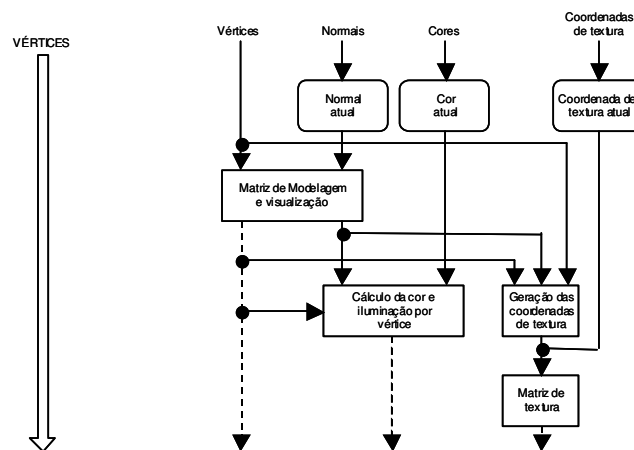 Coordenadas
de textura
Vértices
Normais
Cores
VÉRTICES
Normal
atual
Cor
atual
Coordenada de
textura atual
Matriz de Modelagem
e visualização
Cálculo da cor e
iluminação por
vértice
Geração das
coordenadas
de textura
Matriz de
textura